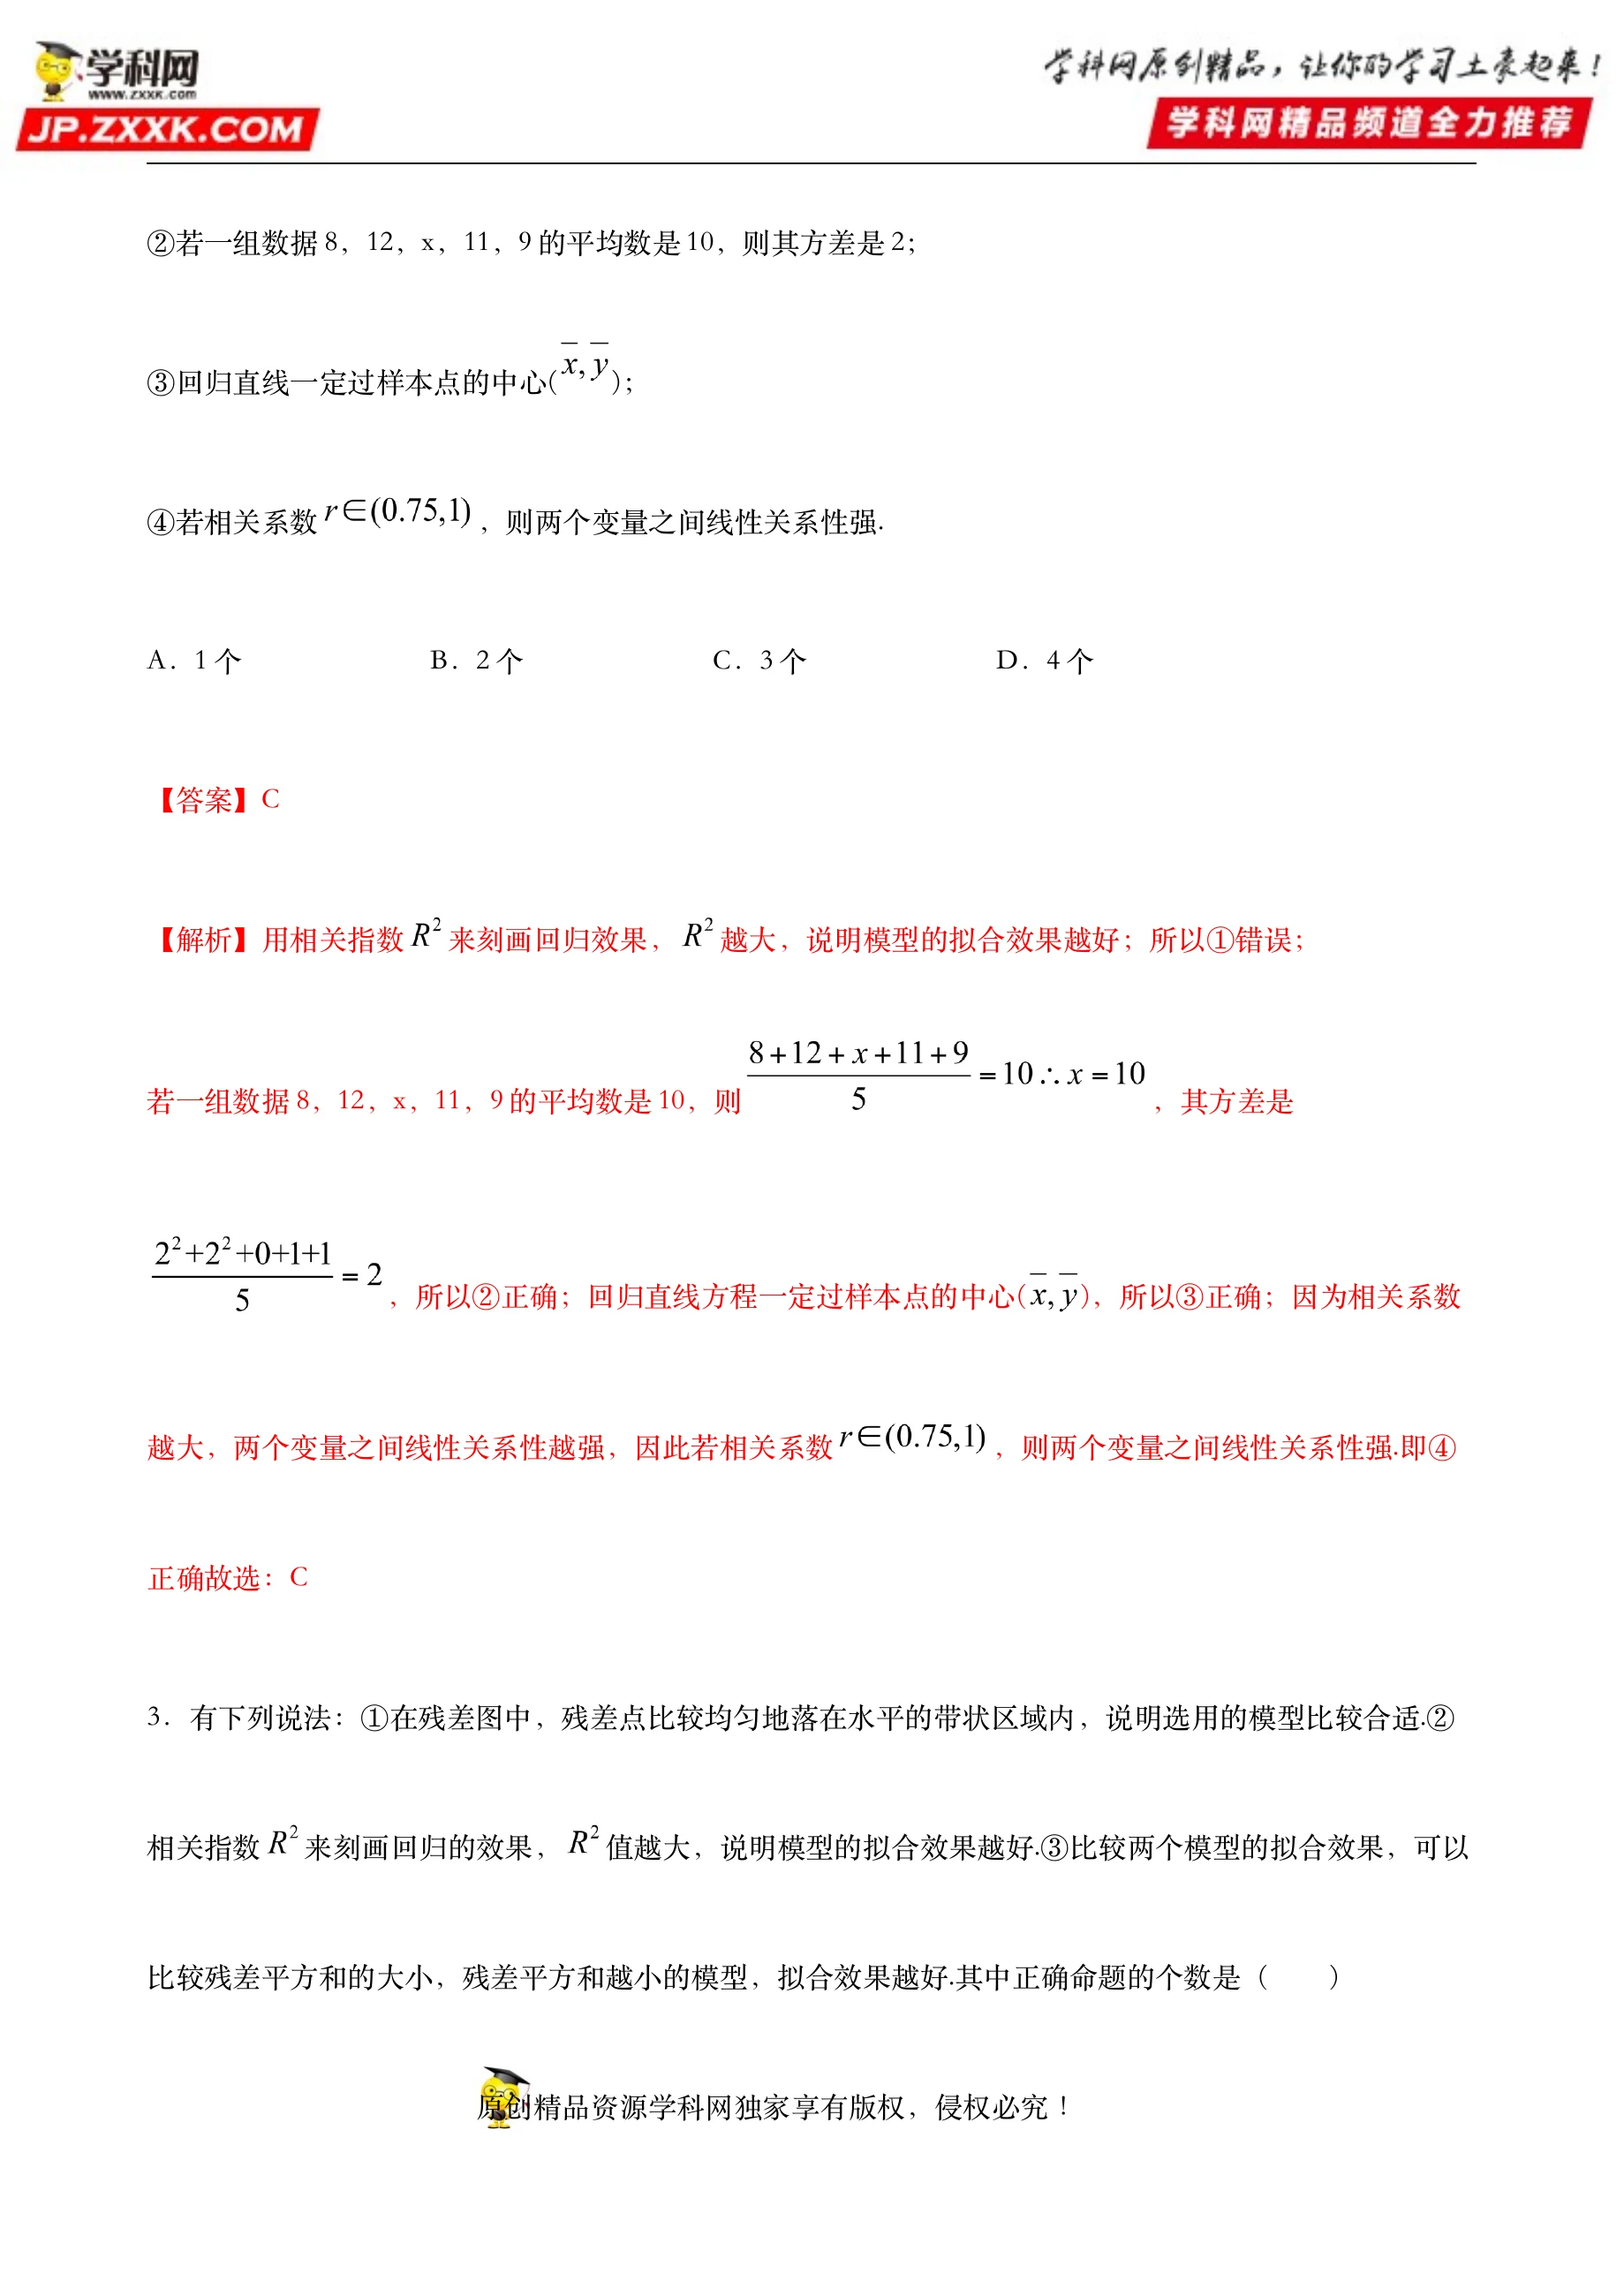 学科网
www.zxxk.com
JP.ZXXK.COM
学科网原创精品，让你的学习土豪起来！
学科网精品频道全力推荐
②若一组数据 8，12，x，11，9 的平均数是 10，则其方差是 2；
③回归直线一定过样本点的中心($\overline{x},\overline{y}$)；
④若相关系数 $r\in(0.75,1)$ ，则两个变量之间线性关系性强.
A．1 个 B．2 个 C．3 个 D．4 个
【答案】C
【解析】用相关指数 $R^2$ 来刻画回归效果，$R^2$ 越大，说明模型的拟合效果越好；所以①错误；
若一组数据 8，12，x，11，9 的平均数是 10，则 $\frac{8+12+x+11+9}{5}=10\therefore x=10$ ，其方差是
$\frac{2^2+2^2+0+1+1}{5}=2$ ，所以②正确；回归直线方程一定过样本点的中心($\overline{x},\overline{y}$)，所以③正确；因为相关系数
越大，两个变量之间线性关系性越强，因此若相关系数 $r\in(0.75,1)$ ，则两个变量之间线性关系性强.即④
正确故选：C
3．有下列说法：①在残差图中，残差点比较均匀地落在水平的带状区域内，说明选用的模型比较合适.②
相关指数 $R^2$ 来刻画回归的效果，$R^2$ 值越大，说明模型的拟合效果越好.③比较两个模型的拟合效果，可以
比较残差平方和的大小，残差平方和越小的模型，拟合效果越好.其中正确命题的个数是（ ）
原创精品资源学科网独家享有版权，侵权必究！